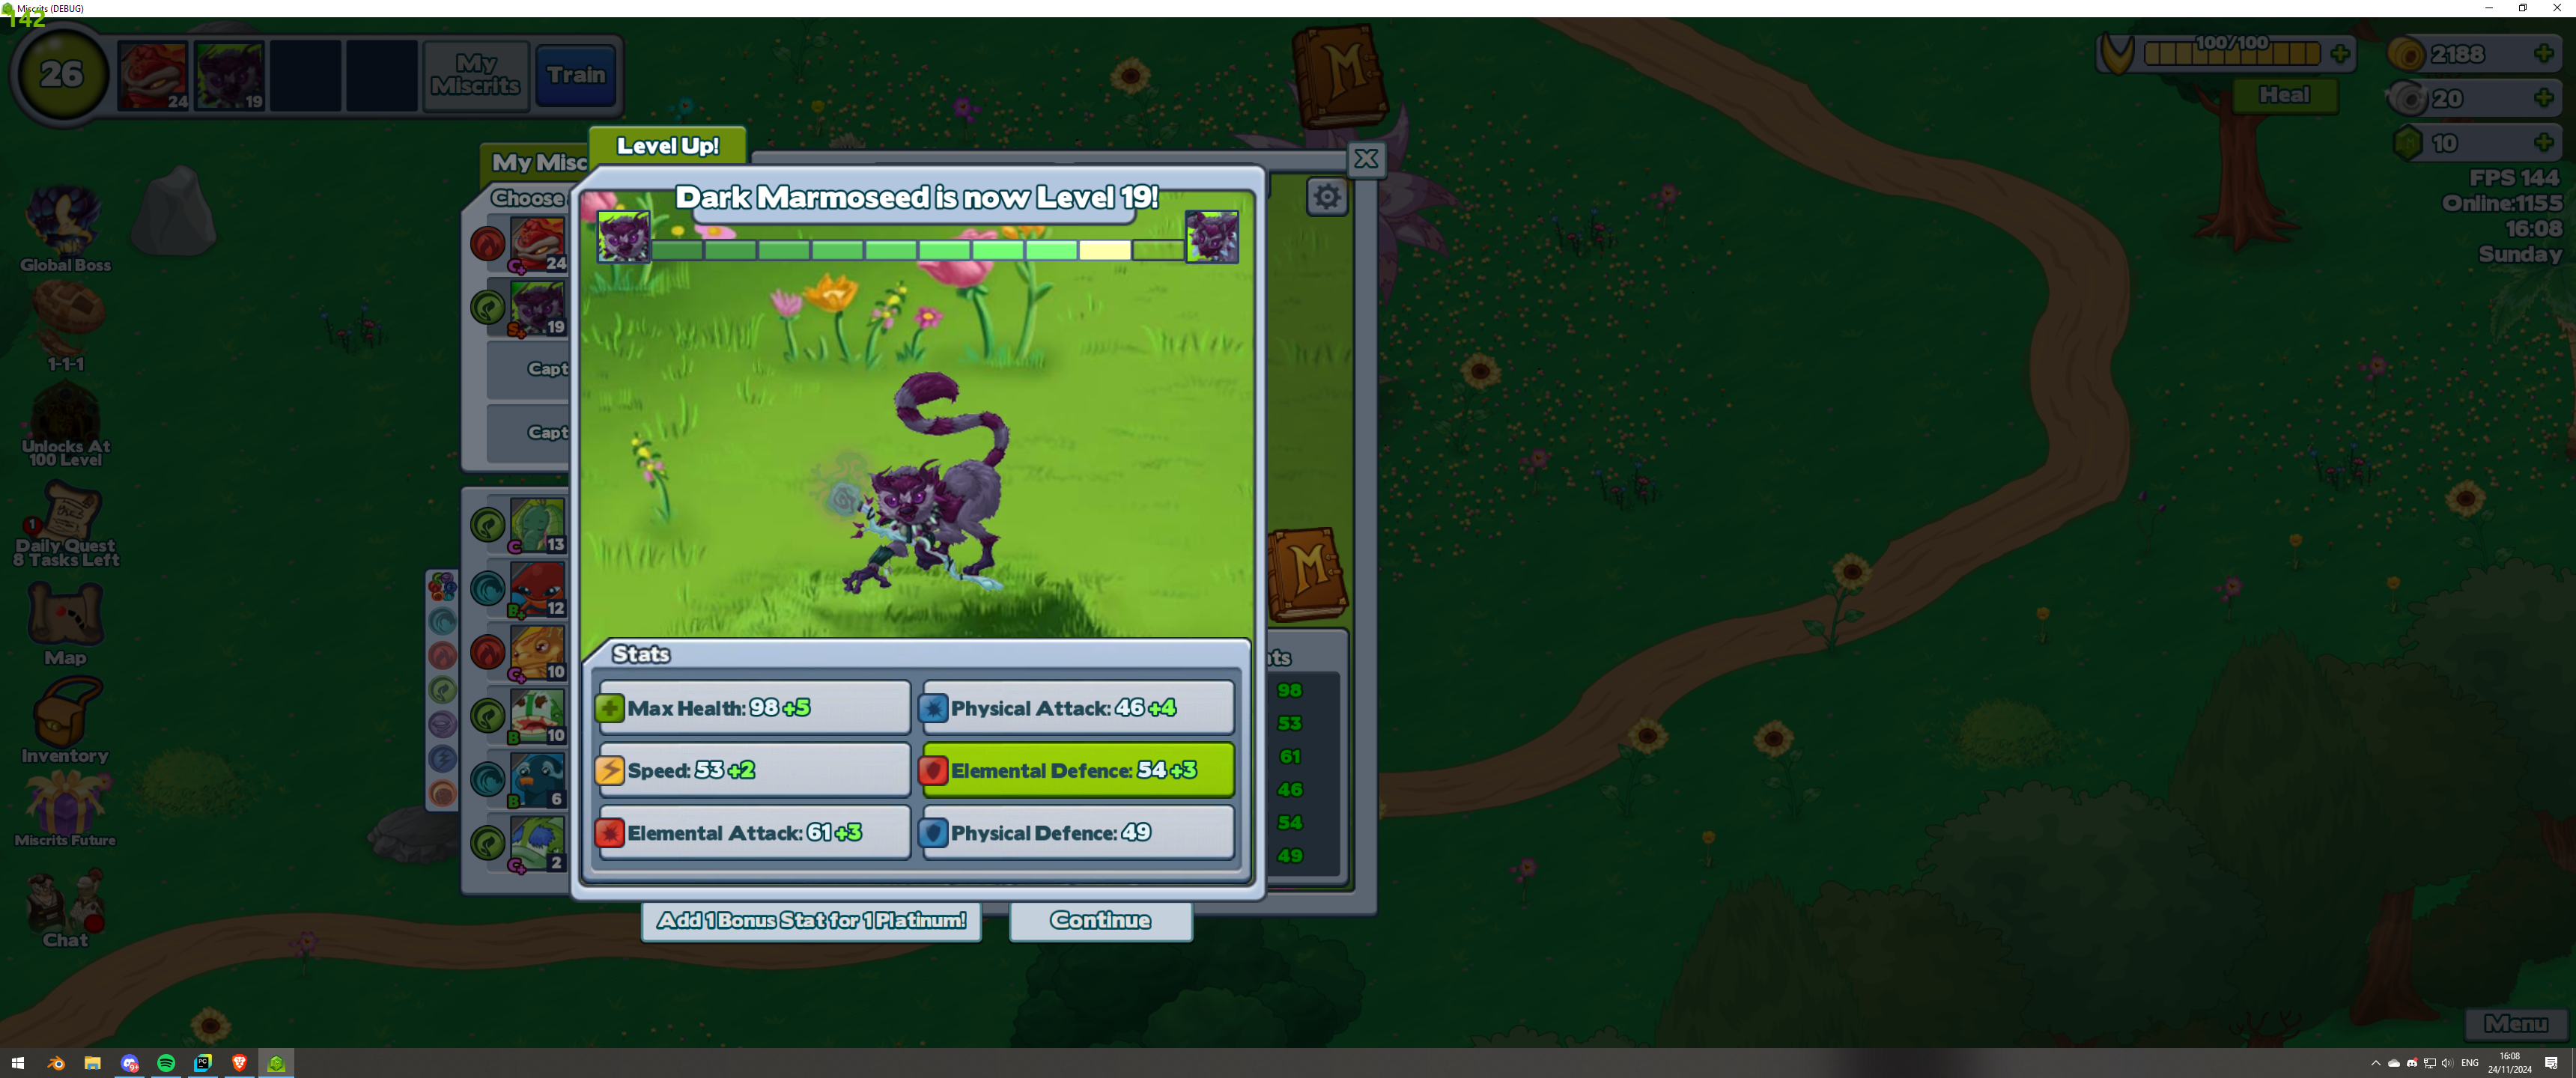 Miscrits (DEBUG)
142
26
24
19
My
Miscrits
Train
100/100
Heal
2188
20
10
FPS 144
Online:1155
16:08
Sunday
Global Boss
1-1-1
Unlocks At
100 Level
1
Daily Quest
8 Tasks Left
Map
Inventory
Miscrits Future
Chat
My Misc
Choose
C+
24
S+
19
Capt
Capt
C
13
B+
12
C+
10
B
10
B
6
C+
2
Level Up!
Dark Marmoseed is now Level 19!
M
M
Stats
Max Health: 98 +5
Physical Attack: 46 +4
Speed: 53 +2
Elemental Defence: 54 +3
Elemental Attack: 61 +3
Physical Defence: 49
ats
98
53
61
46
54
49
Add 1 Bonus Stat for 1 Platinum!
Continue
Menu
PC
ENG
16:08
24/11/2024